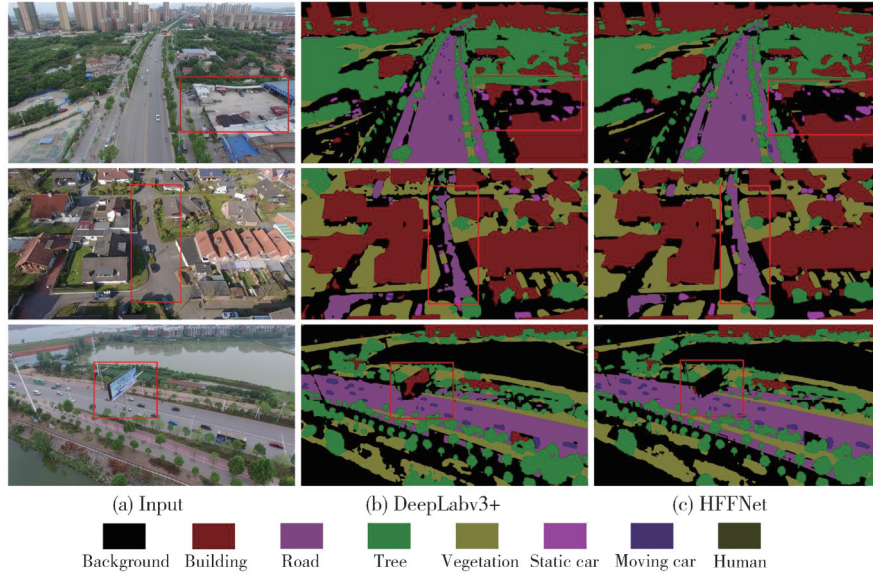 (a) Input (b) DeepLabv3+ (c) HFFNet
Background Building Road Tree Vegetation Static car Moving car Human